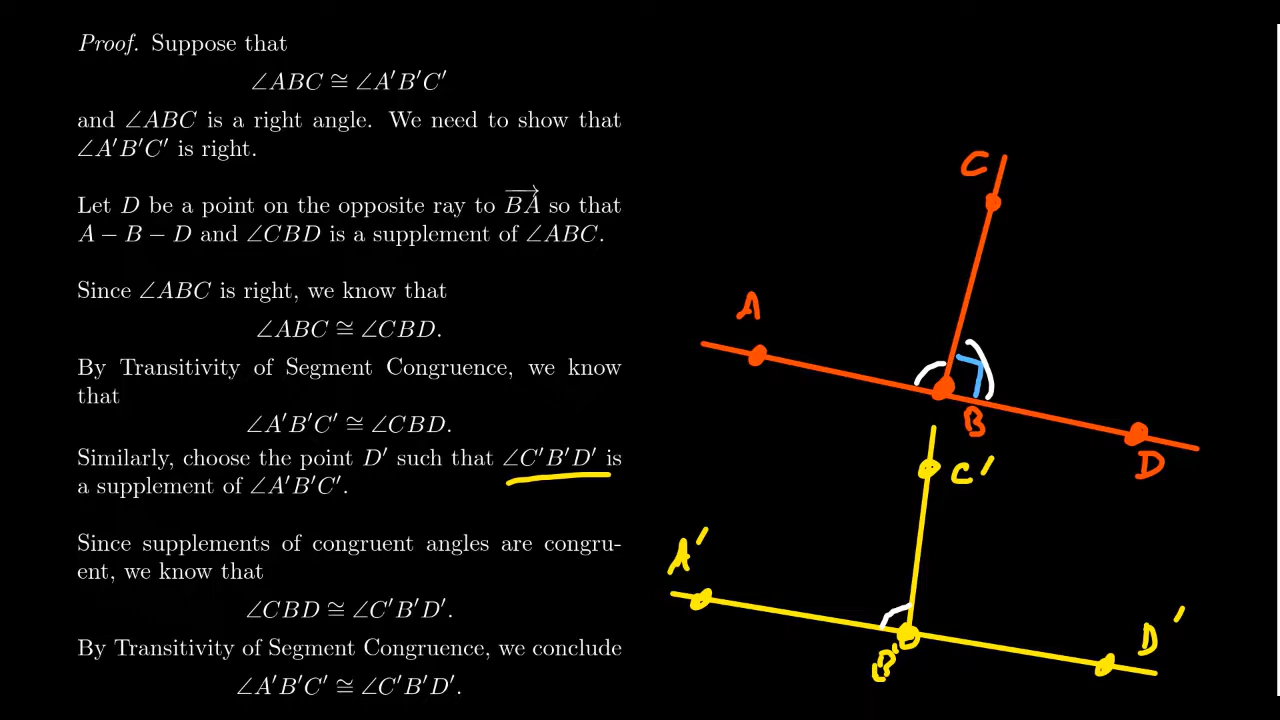 Proof. Suppose that
∠ABC ≅ ∠A′B′C′
and ∠ABC is a right angle. We need to show that
∠A′B′C′ is right.
Let D be a point on the opposite ray to \overrightarrow{BA} so that
A − B − D and ∠CBD is a supplement of ∠ABC.
Since ∠ABC is right, we know that
∠ABC ≅ ∠CBD.
By Transitivity of Segment Congruence, we know
that
∠A′B′C′ ≅ ∠CBD.
Similarly, choose the point D′ such that ∠C′B′D′ is
a supplement of ∠A′B′C′.
Since supplements of congruent angles are congru-
ent, we know that
∠CBD ≅ ∠C′B′D′.
By Transitivity of Segment Congruence, we conclude
∠A′B′C′ ≅ ∠C′B′D′.
C
A
B
D
C′
A′
B′
D′